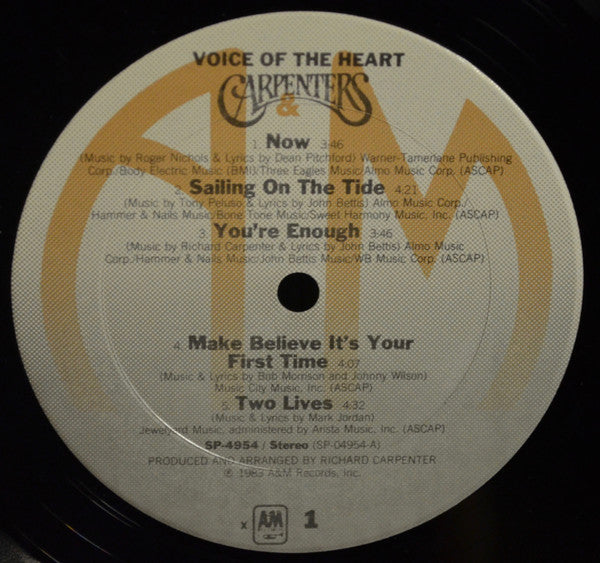 VOICE OF THE HEART
CARPENTERS
&
1. Now 3:46
(Music by Roger Nichols & Lyrics by Dean Pitchford) Warner-Tamerlane Publishing
Corp./Body Electric Music (BMI)/Three Eagles Music/Almo Music Corp. (ASCAP)
2. Sailing On The Tide 4:21
(Music by Tony Peluso & Lyrics by John Bettis) Almo Music Corp./
Hammer & Nails Music/Bone Tone Music/Sweet Harmony Music, Inc. (ASCAP)
3. You're Enough 3:46
(Music by Richard Carpenter & Lyrics by John Bettis) Almo Music
Corp./Hammer & Nails Music/John Bettis Music/WB Music Corp. (ASCAP)
4. Make Believe It's Your
First Time 4:07
(Music & Lyrics by Bob Morrison and Johnny Wilson)
Music City Music, Inc. (ASCAP)
5. Two Lives 4:32
(Music & Lyrics by Mark Jordan)
Music, administered by Arista Music, Inc. (ASCAP)
SP-4954 / Stereo (SP-04954-A)
PRODUCED AND ARRANGED BY RICHARD CARPENTER
℗ 1983 A&M Records, Inc.
x A&M 1